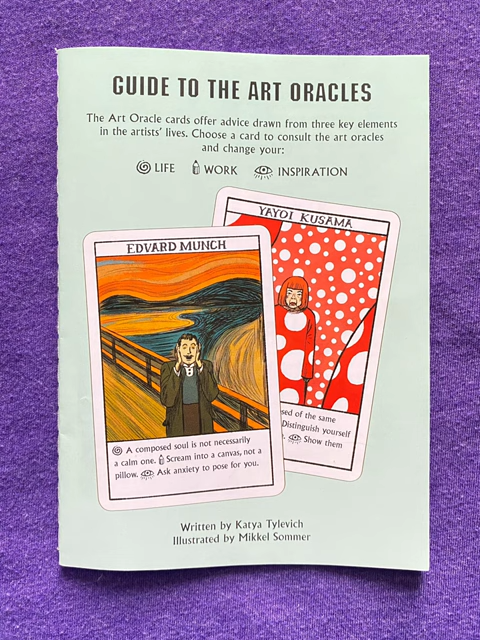 GUIDE TO THE ART ORACLES
The Art Oracle cards offer advice drawn from three key elements
in the artists' lives. Choose a card to consult the art oracles
and change your:
LIFE WORK INSPIRATION
YAYOI KUSAMA
EDVARD MUNCH
sed of the same
Distinguish yourself
Show them
A composed soul is not necessarily
a calm one. Scream into a canvas, not a
pillow. Ask anxiety to pose for you.
Written by Katya Tylevich
Illustrated by Mikkel Sommer